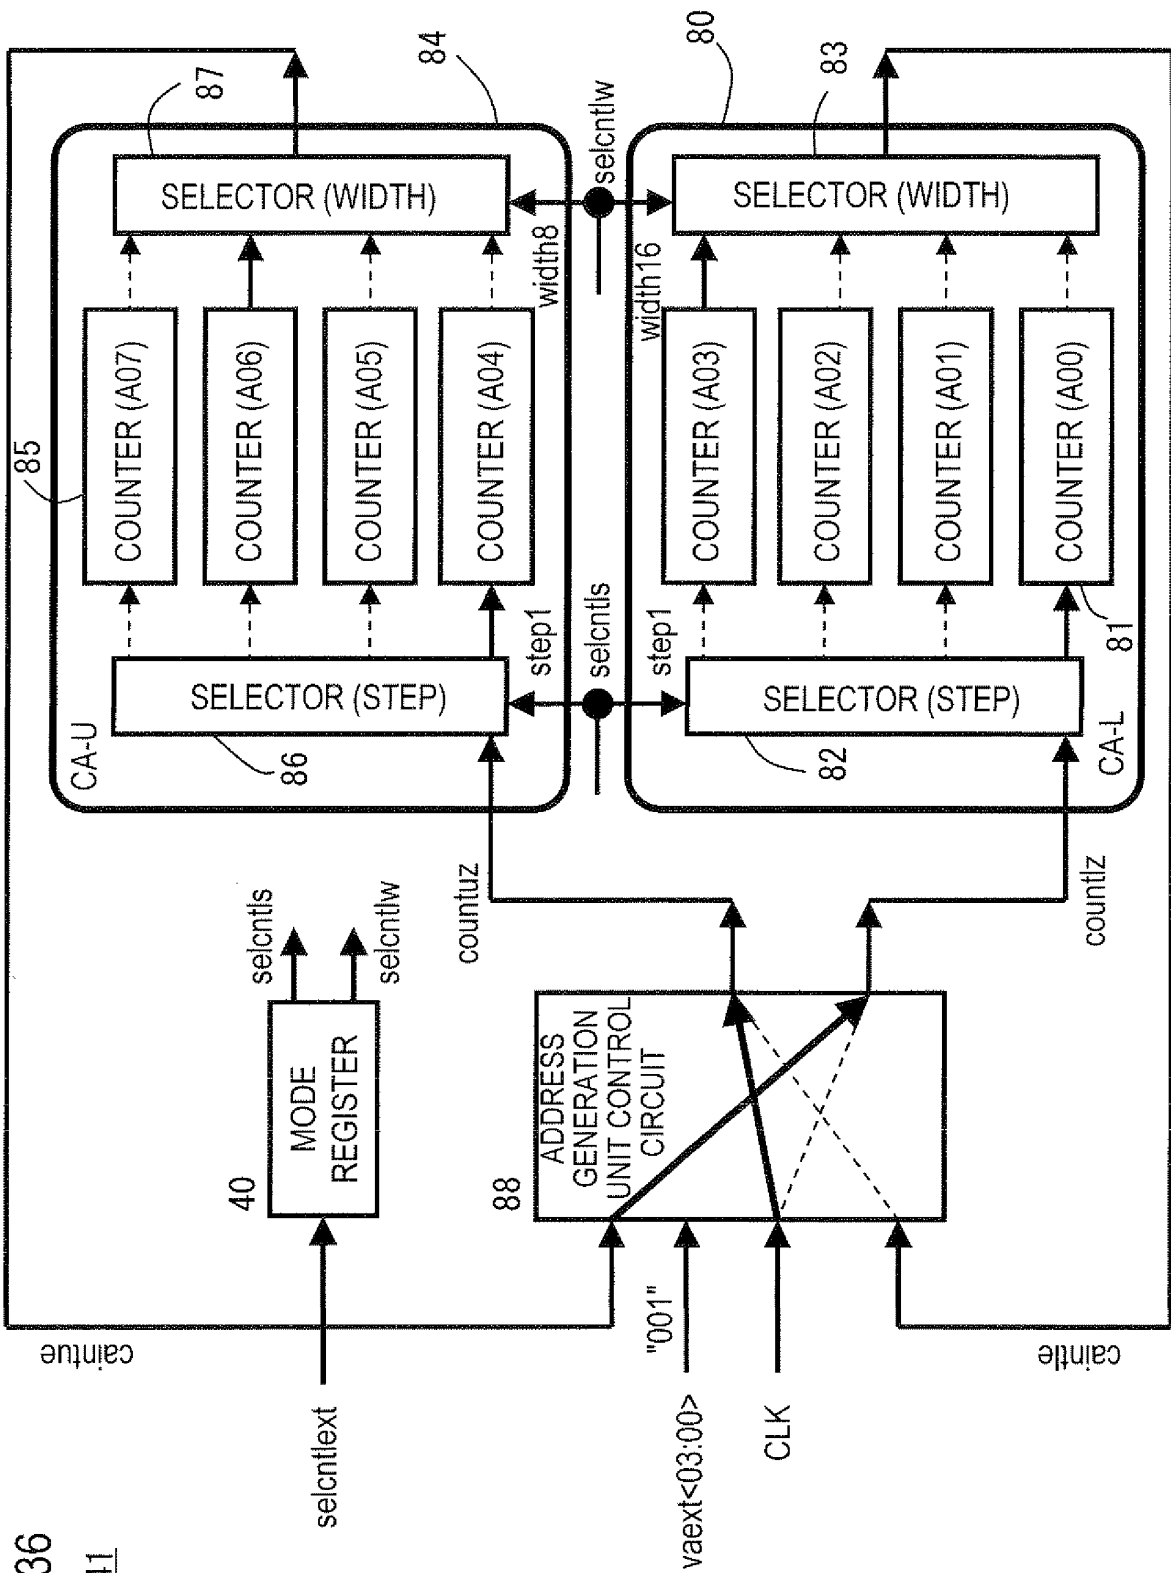 36
41
selcntlext
40
MODE
REGISTER
selcntls
selcntlw
caintue
vaext<03:00>
"001"
CLK
caintle
88
ADDRESS
GENERATION
UNIT CONTROL
CIRCUIT
countuz
countlz
CA-U
84
86
SELECTOR (STEP)
step1
85
COUNTER (A07)
COUNTER (A06)
COUNTER (A05)
COUNTER (A04)
87
SELECTOR (WIDTH)
width8
selcntls
selcntlw
CA-L
80
82
SELECTOR (STEP)
step1
COUNTER (A03)
COUNTER (A02)
COUNTER (A01)
COUNTER (A00)
81
83
SELECTOR (WIDTH)
width16